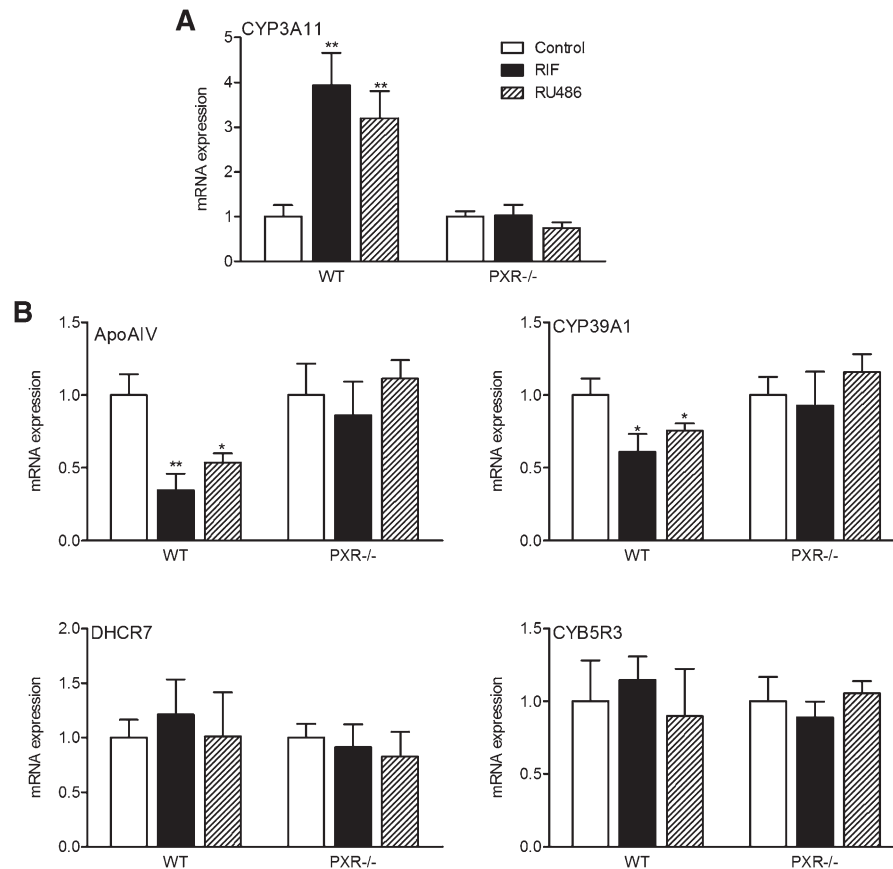 A
CYP3A11
Control
RIF
RU486
mRNA expression
5
4
3
2
1
0
**
**
WT
PXR-/-
B
ApoAIV
mRNA expression
1.5
1.0
0.5
0.0
**
*
WT
PXR-/-
CYP39A1
mRNA expression
1.5
1.0
0.5
0.0
*
*
WT
PXR-/-
DHCR7
mRNA expression
2.0
1.5
1.0
0.5
0.0
WT
PXR-/-
CYB5R3
mRNA expression
1.5
1.0
0.5
0.0
WT
PXR-/-